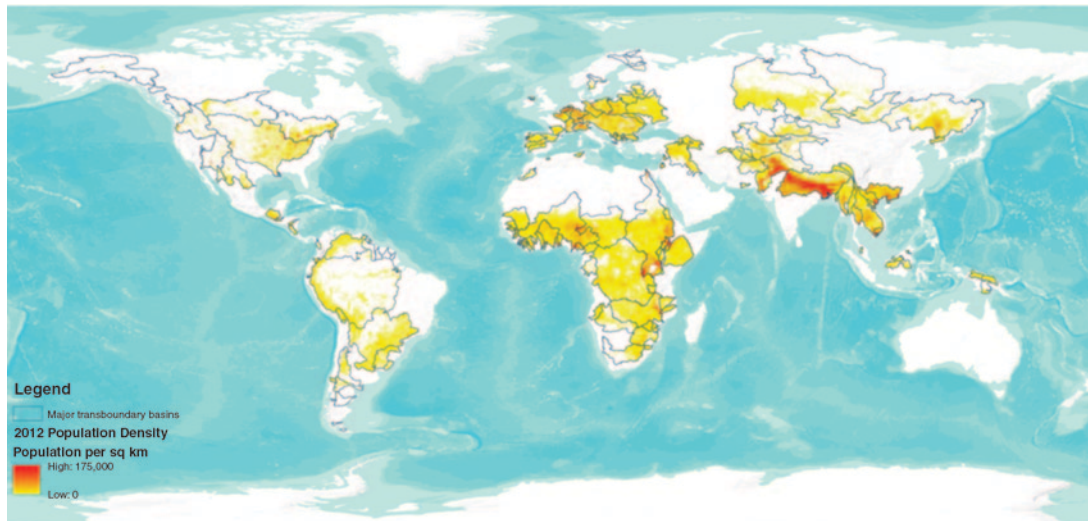 Legend
Major transboundary basins
2012 Population Density
Population per sq km
High: 175,000
Low: 0